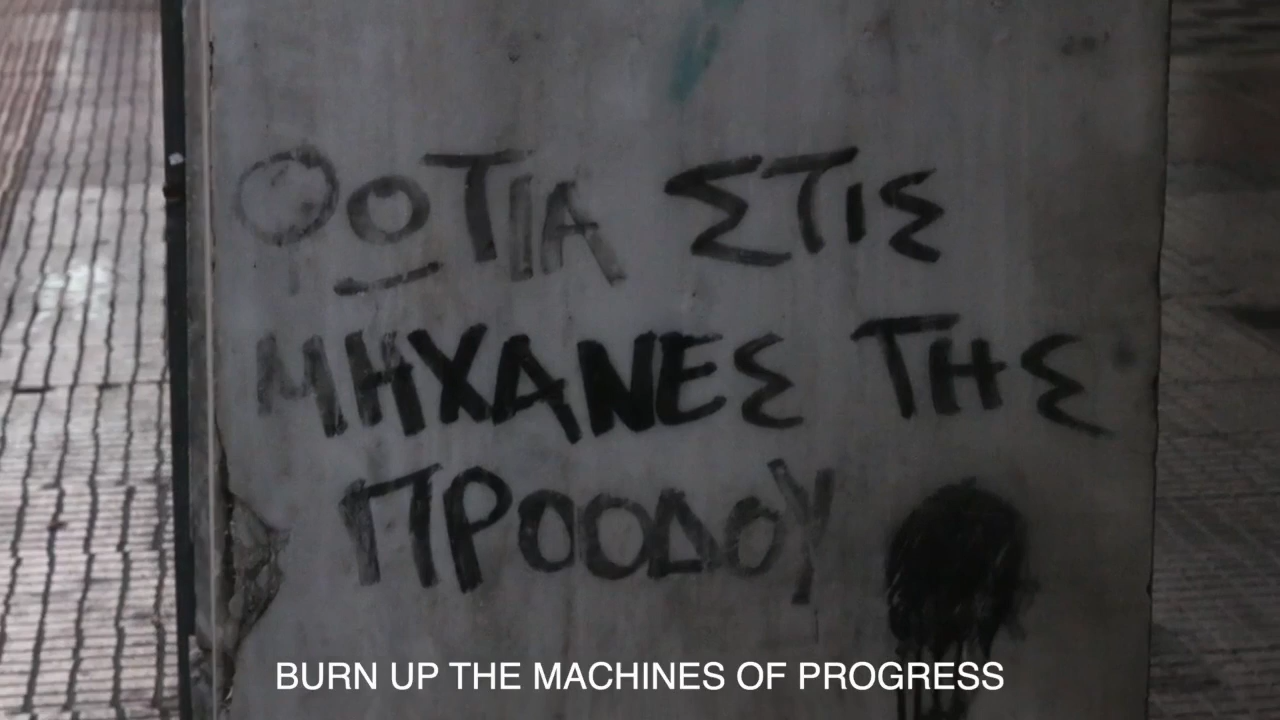 ΦΩΤΙΑ ΣΤΙΣ
ΜΗΧΑΝΕΣ ΤΗΣ
ΠΡΟΟΔΟΥ
BURN UP THE MACHINES OF PROGRESS